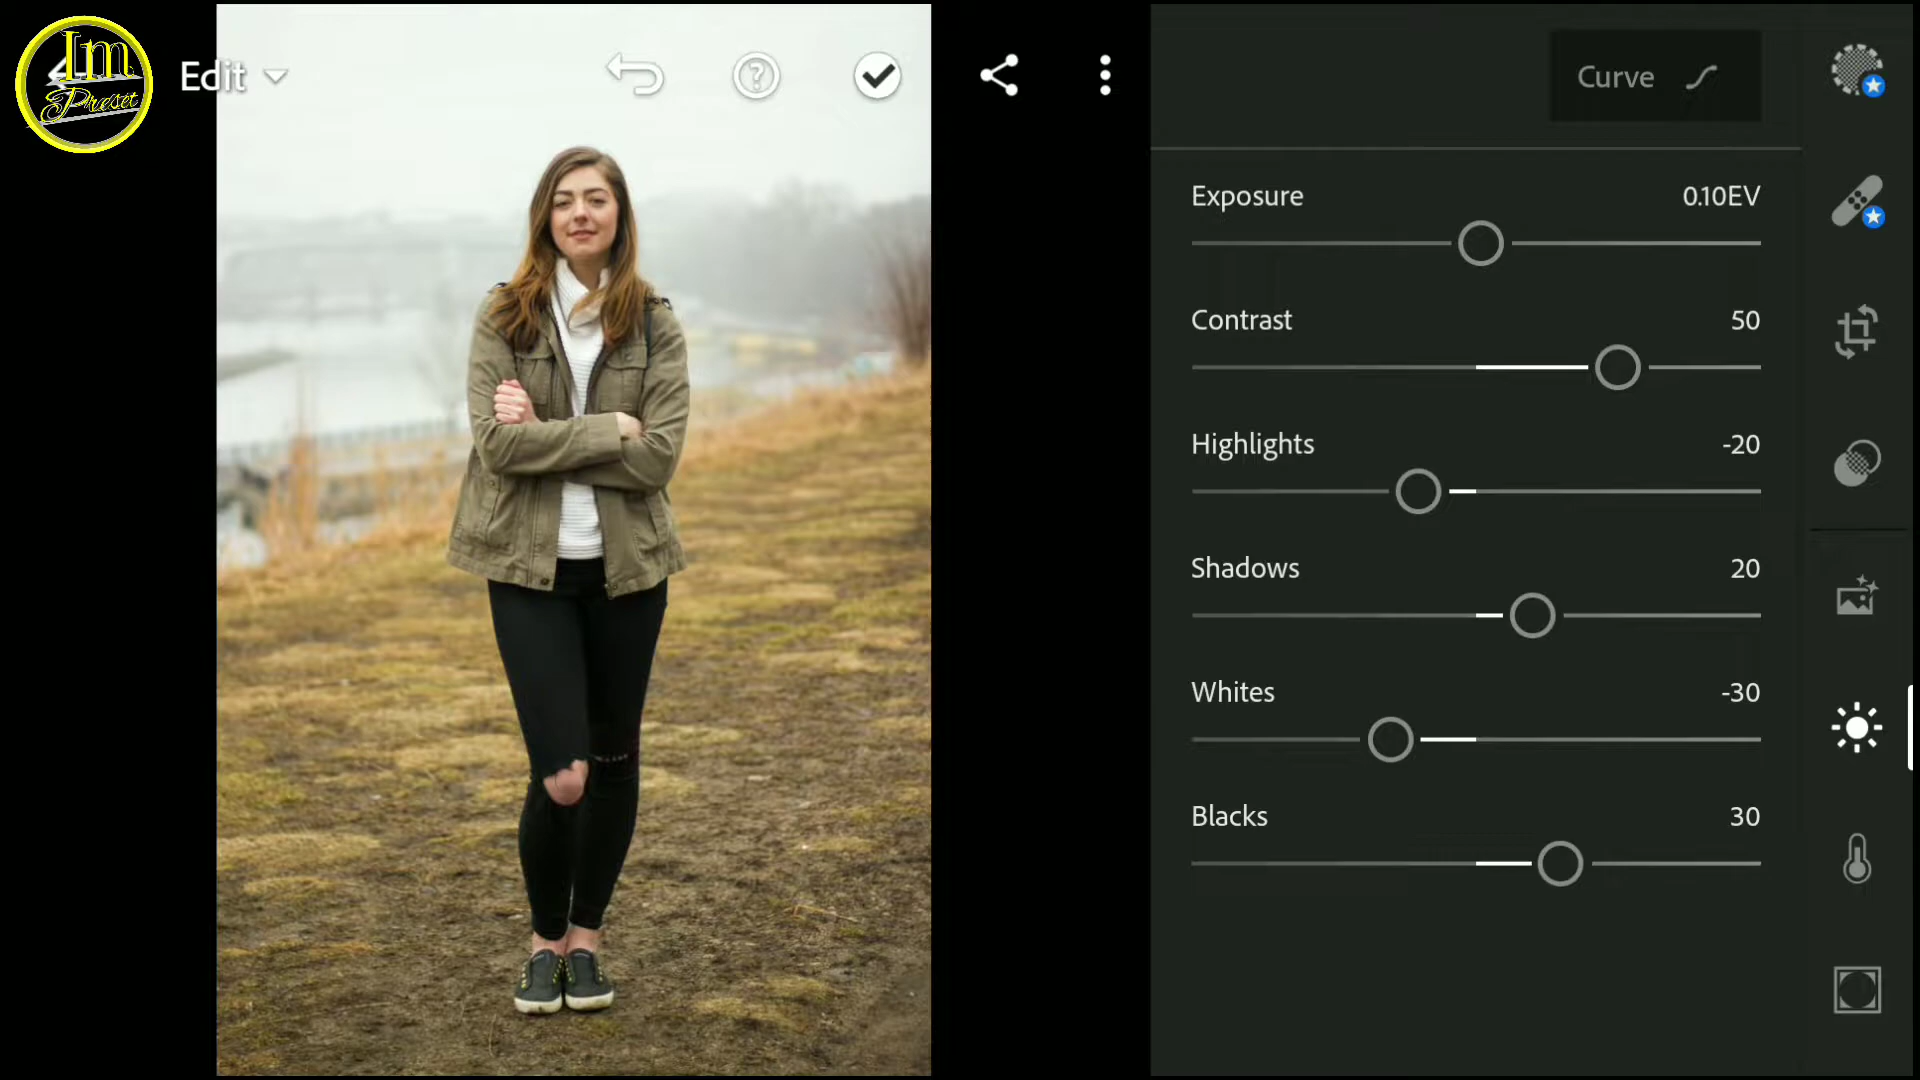 Im
Preset
Edit
Curve
Exposure 0.10EV
Contrast 50
Highlights -20
Shadows 20
Whites -30
Blacks 30